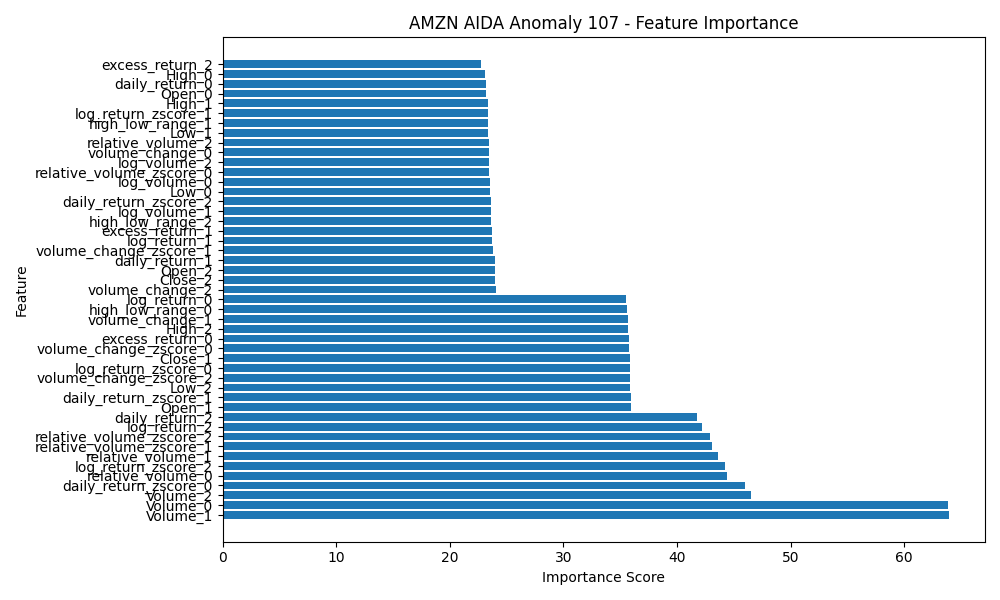 AMZN AIDA Anomaly 107 - Feature Importance
excess_return_2
High_0
daily_return_0
Open_0
High_1
log_return_zscore_1
high_low_range_1
Low_1
relative_volume_2
volume_change_0
log_volume_2
relative_volume_zscore_0
log_volume_0
Low_0
daily_return_zscore_2
log_volume_1
high_low_range_2
excess_return_1
log_return_1
volume_change_zscore_1
daily_return_1
Open_2
Close_2
volume_change_2
log_return_0
high_low_range_0
volume_change_1
High_2
excess_return_0
volume_change_zscore_0
Close_1
log_return_zscore_0
volume_change_zscore_2
Low_2
daily_return_zscore_1
Open_1
daily_return_2
log_return_2
relative_volume_zscore_2
relative_volume_zscore_1
relative_volume_1
log_return_zscore_2
relative_volume_0
daily_return_zscore_0
Volume_2
Volume_0
Volume_1
Feature
0 10 20 30 40 50 60
Importance Score